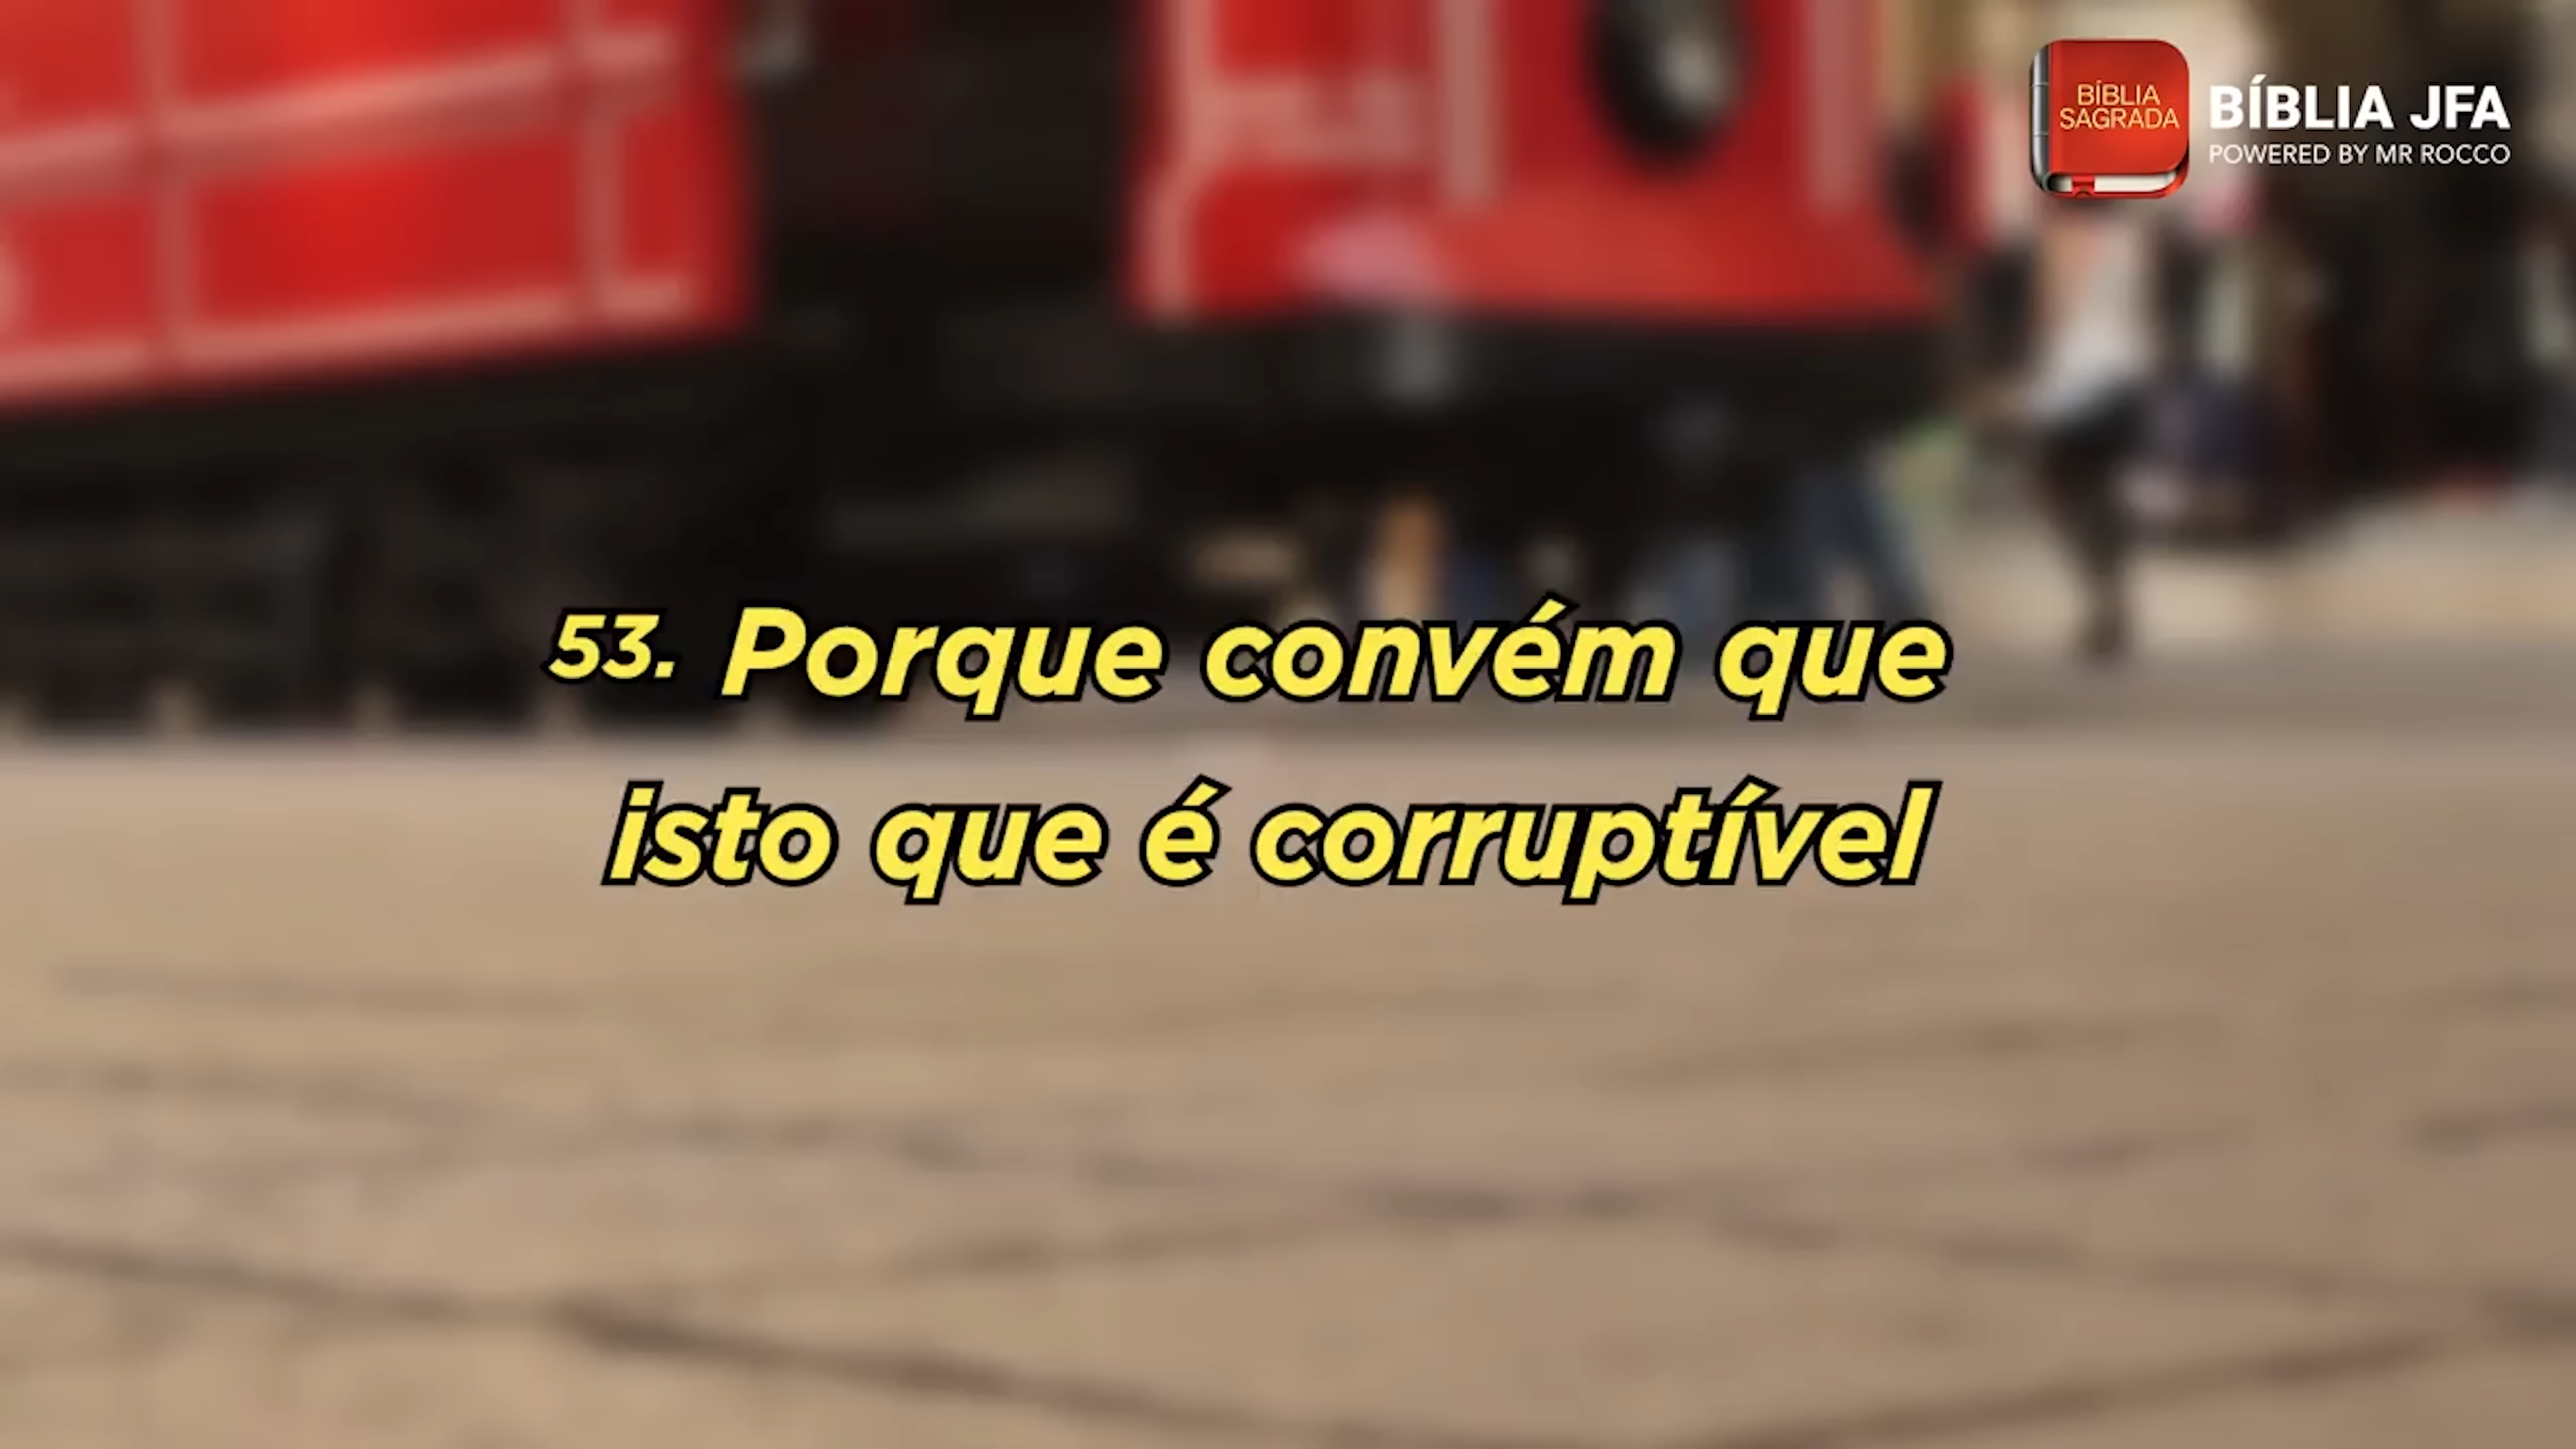 BÍBLIA
SAGRADA
BÍBLIA JFA
POWERED BY MR ROCCO
53. Porque convém que
isto que é corruptível